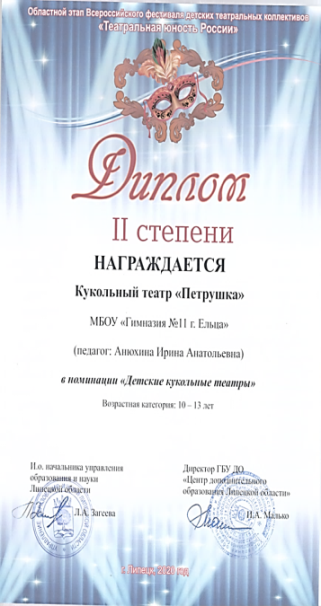 Областной этап Всероссийского фестиваля детских театральных коллективов
«Театральная юность России»
Диплом
II степени
НАГРАЖДАЕТСЯ
Кукольный театр «Петрушка»
МБОУ «Гимназия №11 г. Ельца»
(педагог: Анюхина Ирина Анатольевна)
в номинации «Детские кукольные театры»
Возрастная категория: 10 – 13 лет
И.о. начальника управления
образования и науки
Липецкой области
Л.А. Загеева
Директор ГБУ ДО
«Центр дополнительного
образования Липецкой области»
И.А. Малько
г. Липецк, 2020 год